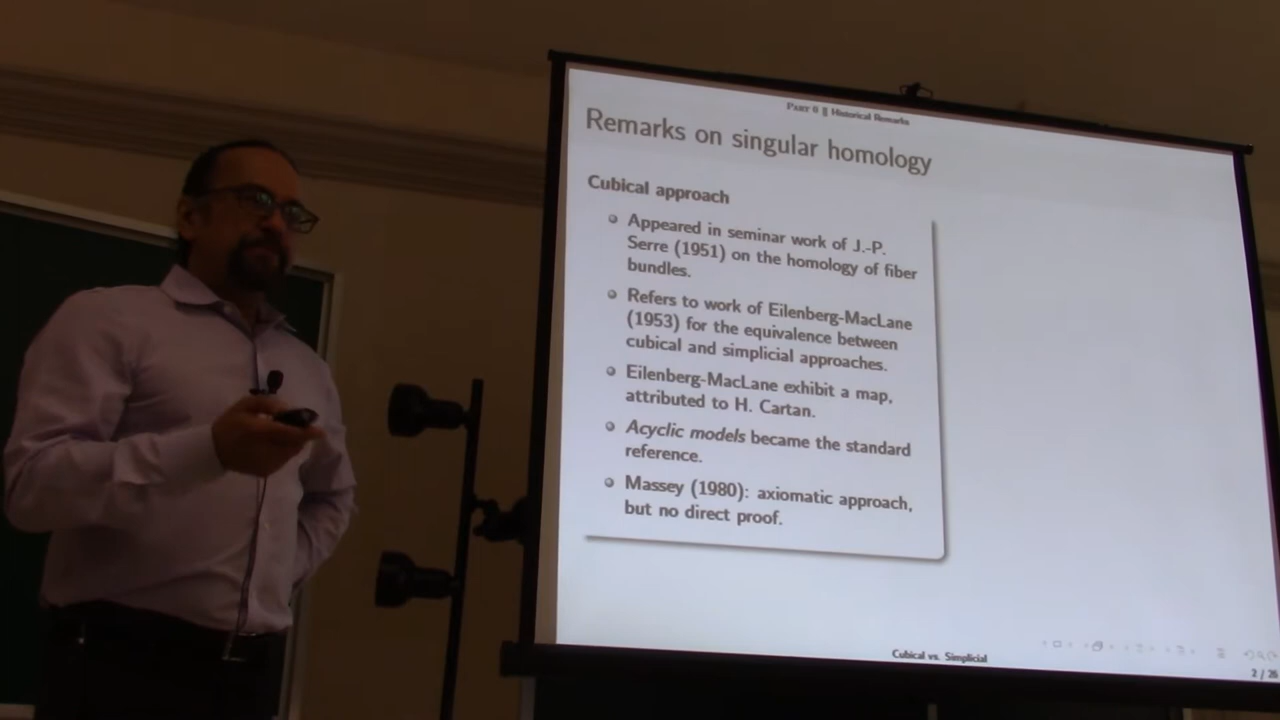 PART 0 || Historical Remarks
Remarks on singular homology
Cubical approach
Appeared in seminar work of J.-P.
Serre (1951) on the homology of fiber
bundles.
Refers to work of Eilenberg-MacLane
(1953) for the equivalence between
cubical and simplicial approaches.
Eilenberg-MacLane exhibit a map,
attributed to H. Cartan.
Acyclic models became the standard
reference.
Massey (1980): axiomatic approach,
but no direct proof.
Cubical vs. Simplicial
2 /